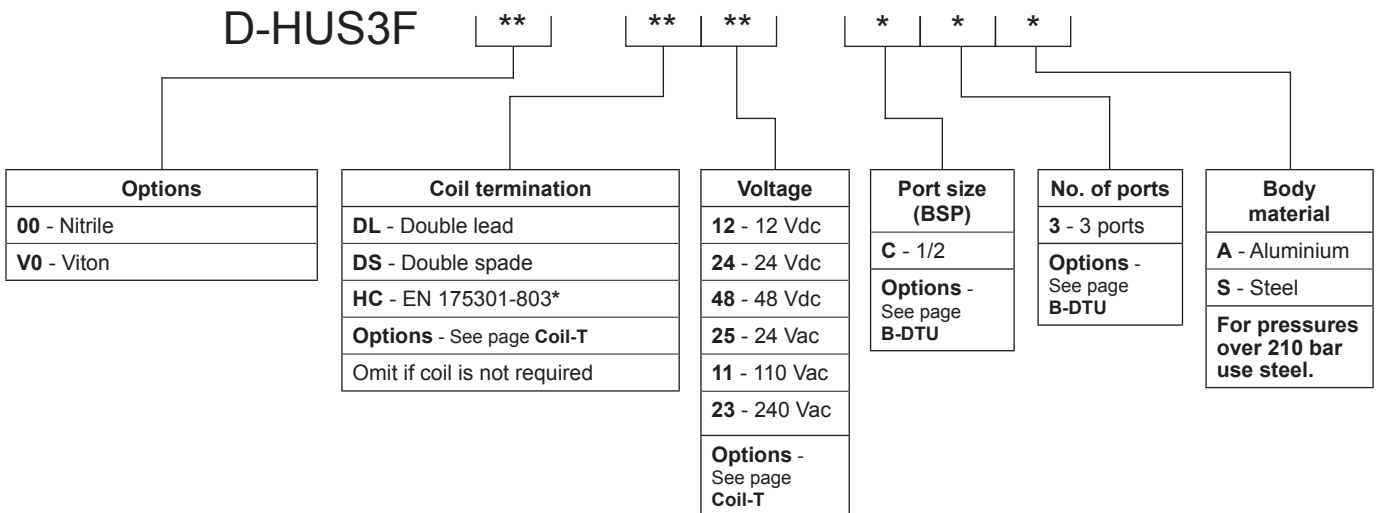 D-HUS3F ** ** ** * * *
Options
00 - Nitrile
V0 - Viton
Coil termination
DL - Double lead
DS - Double spade
HC - EN 175301-803*
Options - See page Coil-T
Omit if coil is not required
Voltage
12 - 12 Vdc
24 - 24 Vdc
48 - 48 Vdc
25 - 24 Vac
11 - 110 Vac
23 - 240 Vac
Options -
See page
Coil-T
Port size
(BSP)
C - 1/2
Options -
See page
B-DTU
No. of ports
3 - 3 ports
Options -
See page
B-DTU
Body
material
A - Aluminium
S - Steel
For pressures
over 210 bar
use steel.